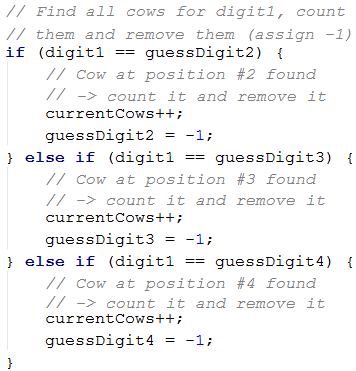 // Find all cows for digit1, count
// them and remove them (assign -1)
if (digit1 == guessDigit2) {
// Cow at position #2 found
// -> count it and remove it
currentCows++;
guessDigit2 = -1;
} else if (digit1 == guessDigit3) {
// Cow at position #3 found
// -> count it and remove it
currentCows++;
guessDigit3 = -1;
} else if (digit1 == guessDigit4) {
// Cow at position #4 found
// -> count it and remove it
currentCows++;
guessDigit4 = -1;
}